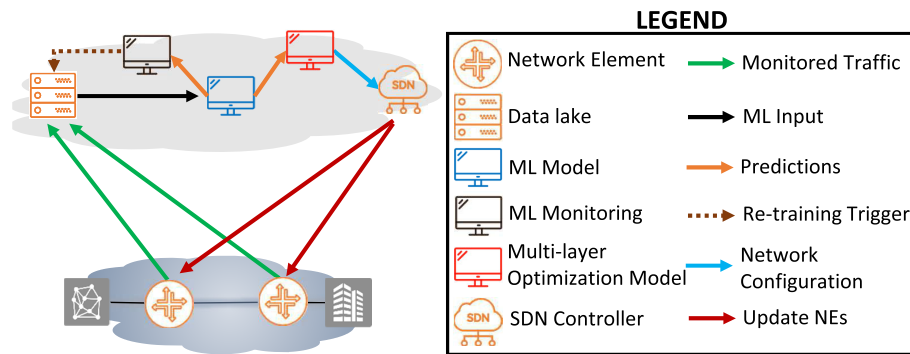 LEGEND
SDN
Network Element
Monitored Traffic
Data lake
ML Input
ML Model
Predictions
ML Monitoring
Re-training Trigger
Multi-layer
Optimization Model
Network
Configuration
SDN
SDN Controller
Update NEs